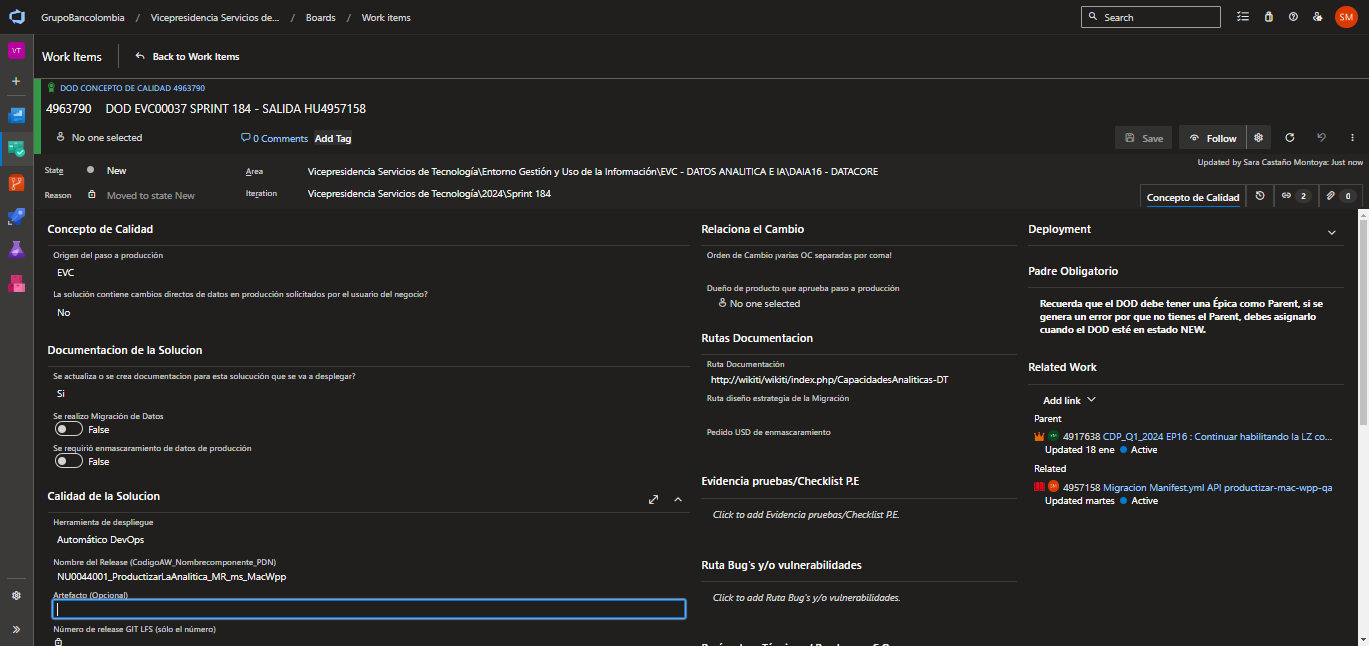 GrupoBancolombia / Vicepresidencia Servicios de... / Boards / Work items
Search
SM
VT
Work Items
Back to Work Items
DOD CONCEPTO DE CALIDAD 4963790
4963790 DOD EVC00037 SPRINT 184 - SALIDA HU4957158
No one selected
0 Comments
Add Tag
Save
Follow
Updated by Sara Castaño Montoya: Just now
State
New
Area
Vicepresidencia Servicios de Tecnología\Entorno Gestión y Uso de la Información\EVC - DATOS ANALITICA E IA\DAIA16 - DATACORE
Reason
Moved to state New
Iteration
Vicepresidencia Servicios de Tecnología\2024\Sprint 184
Concepto de Calidad
2
0
Concepto de Calidad
Origen del paso a producción
EVC
La solución contiene cambios directos de datos en producción solicitados por el usuario del negocio?
No
Documentacion de la Solucion
Se actualiza o se crea documentacion para esta solucución que se va a desplegar?
Si
Se realizo Migración de Datos
False
Se requirió enmascaramiento de datos de producción
False
Calidad de la Solucion
Herramienta de despliegue
Automático DevOps
Nombre del Release (CodigoAW_Nombrecomponente_PDN)
NU0044001_ProductizarLaAnalitica_MR_ms_MacWpp
Artefacto (Opcional)
Número de release GIT LFS (sólo el número)
Relaciona el Cambio
Orden de Cambio ¡varias OC separadas por coma!
Dueño de producto que aprueba paso a producción
No one selected
Rutas Documentacion
Ruta Documentación
http://wikiti/wikiti/index.php/CapacidadesAnaliticas-DT
Ruta diseño estrategia de la Migración
Pedido USD de enmascaramiento
Evidencia pruebas/Checklist P.E
Click to add Evidencia pruebas/Checklist P.E.
Ruta Bug's y/o vulnerabilidades
Click to add Ruta Bug's y/o vulnerabilidades.
Deployment
Padre Obligatorio
Recuerda que el DOD debe tener una Épica como Parent, si se
genera un error por que no tienes el Parent, debes asignarlo
cuando el DOD esté en estado NEW.
Related Work
Add link
Parent
4917638 CDP_Q1_2024 EP16 : Continuar habilitando la LZ co...
Updated 18 ene Active
Related
SM 4957158 Migracion Manifest.yml API productizar-mac-wpp-qa
Updated martes Active